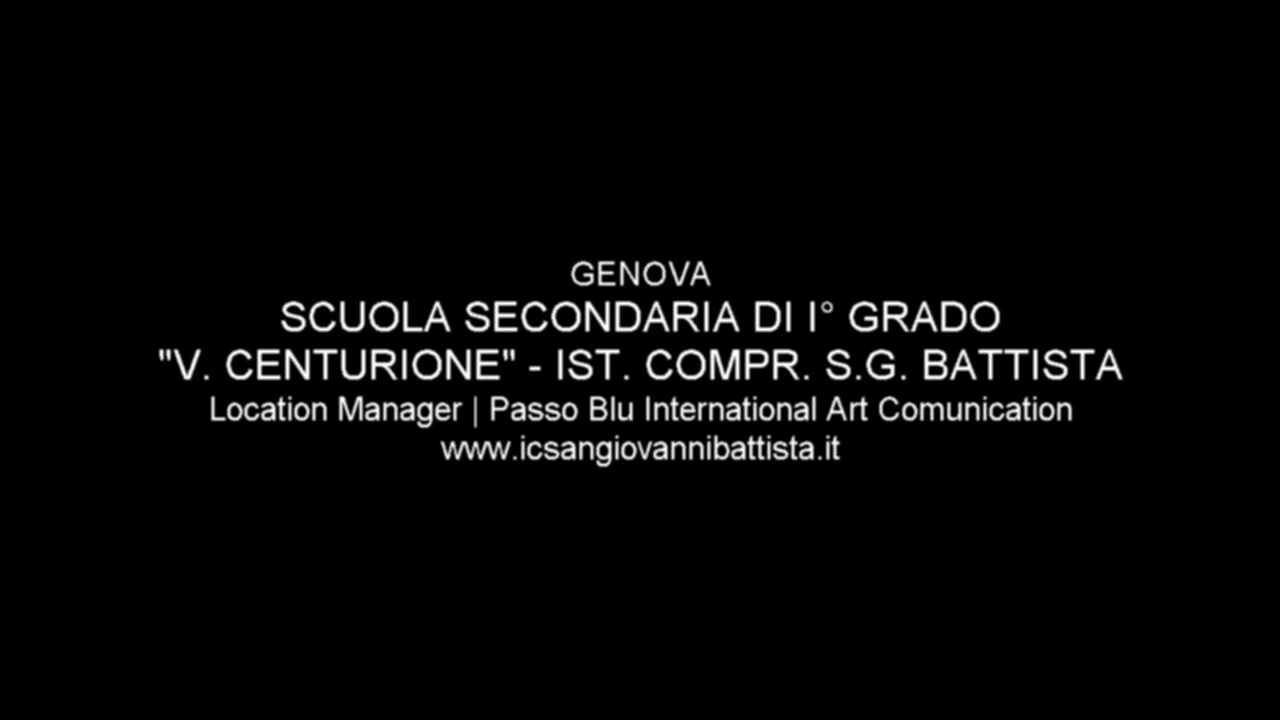 GENOVA
SCUOLA SECONDARIA DI I° GRADO
"V. CENTURIONE" - IST. COMPR. S.G. BATTISTA
Location Manager | Passo Blu International Art Comunication
www.icsangiovannibattista.it